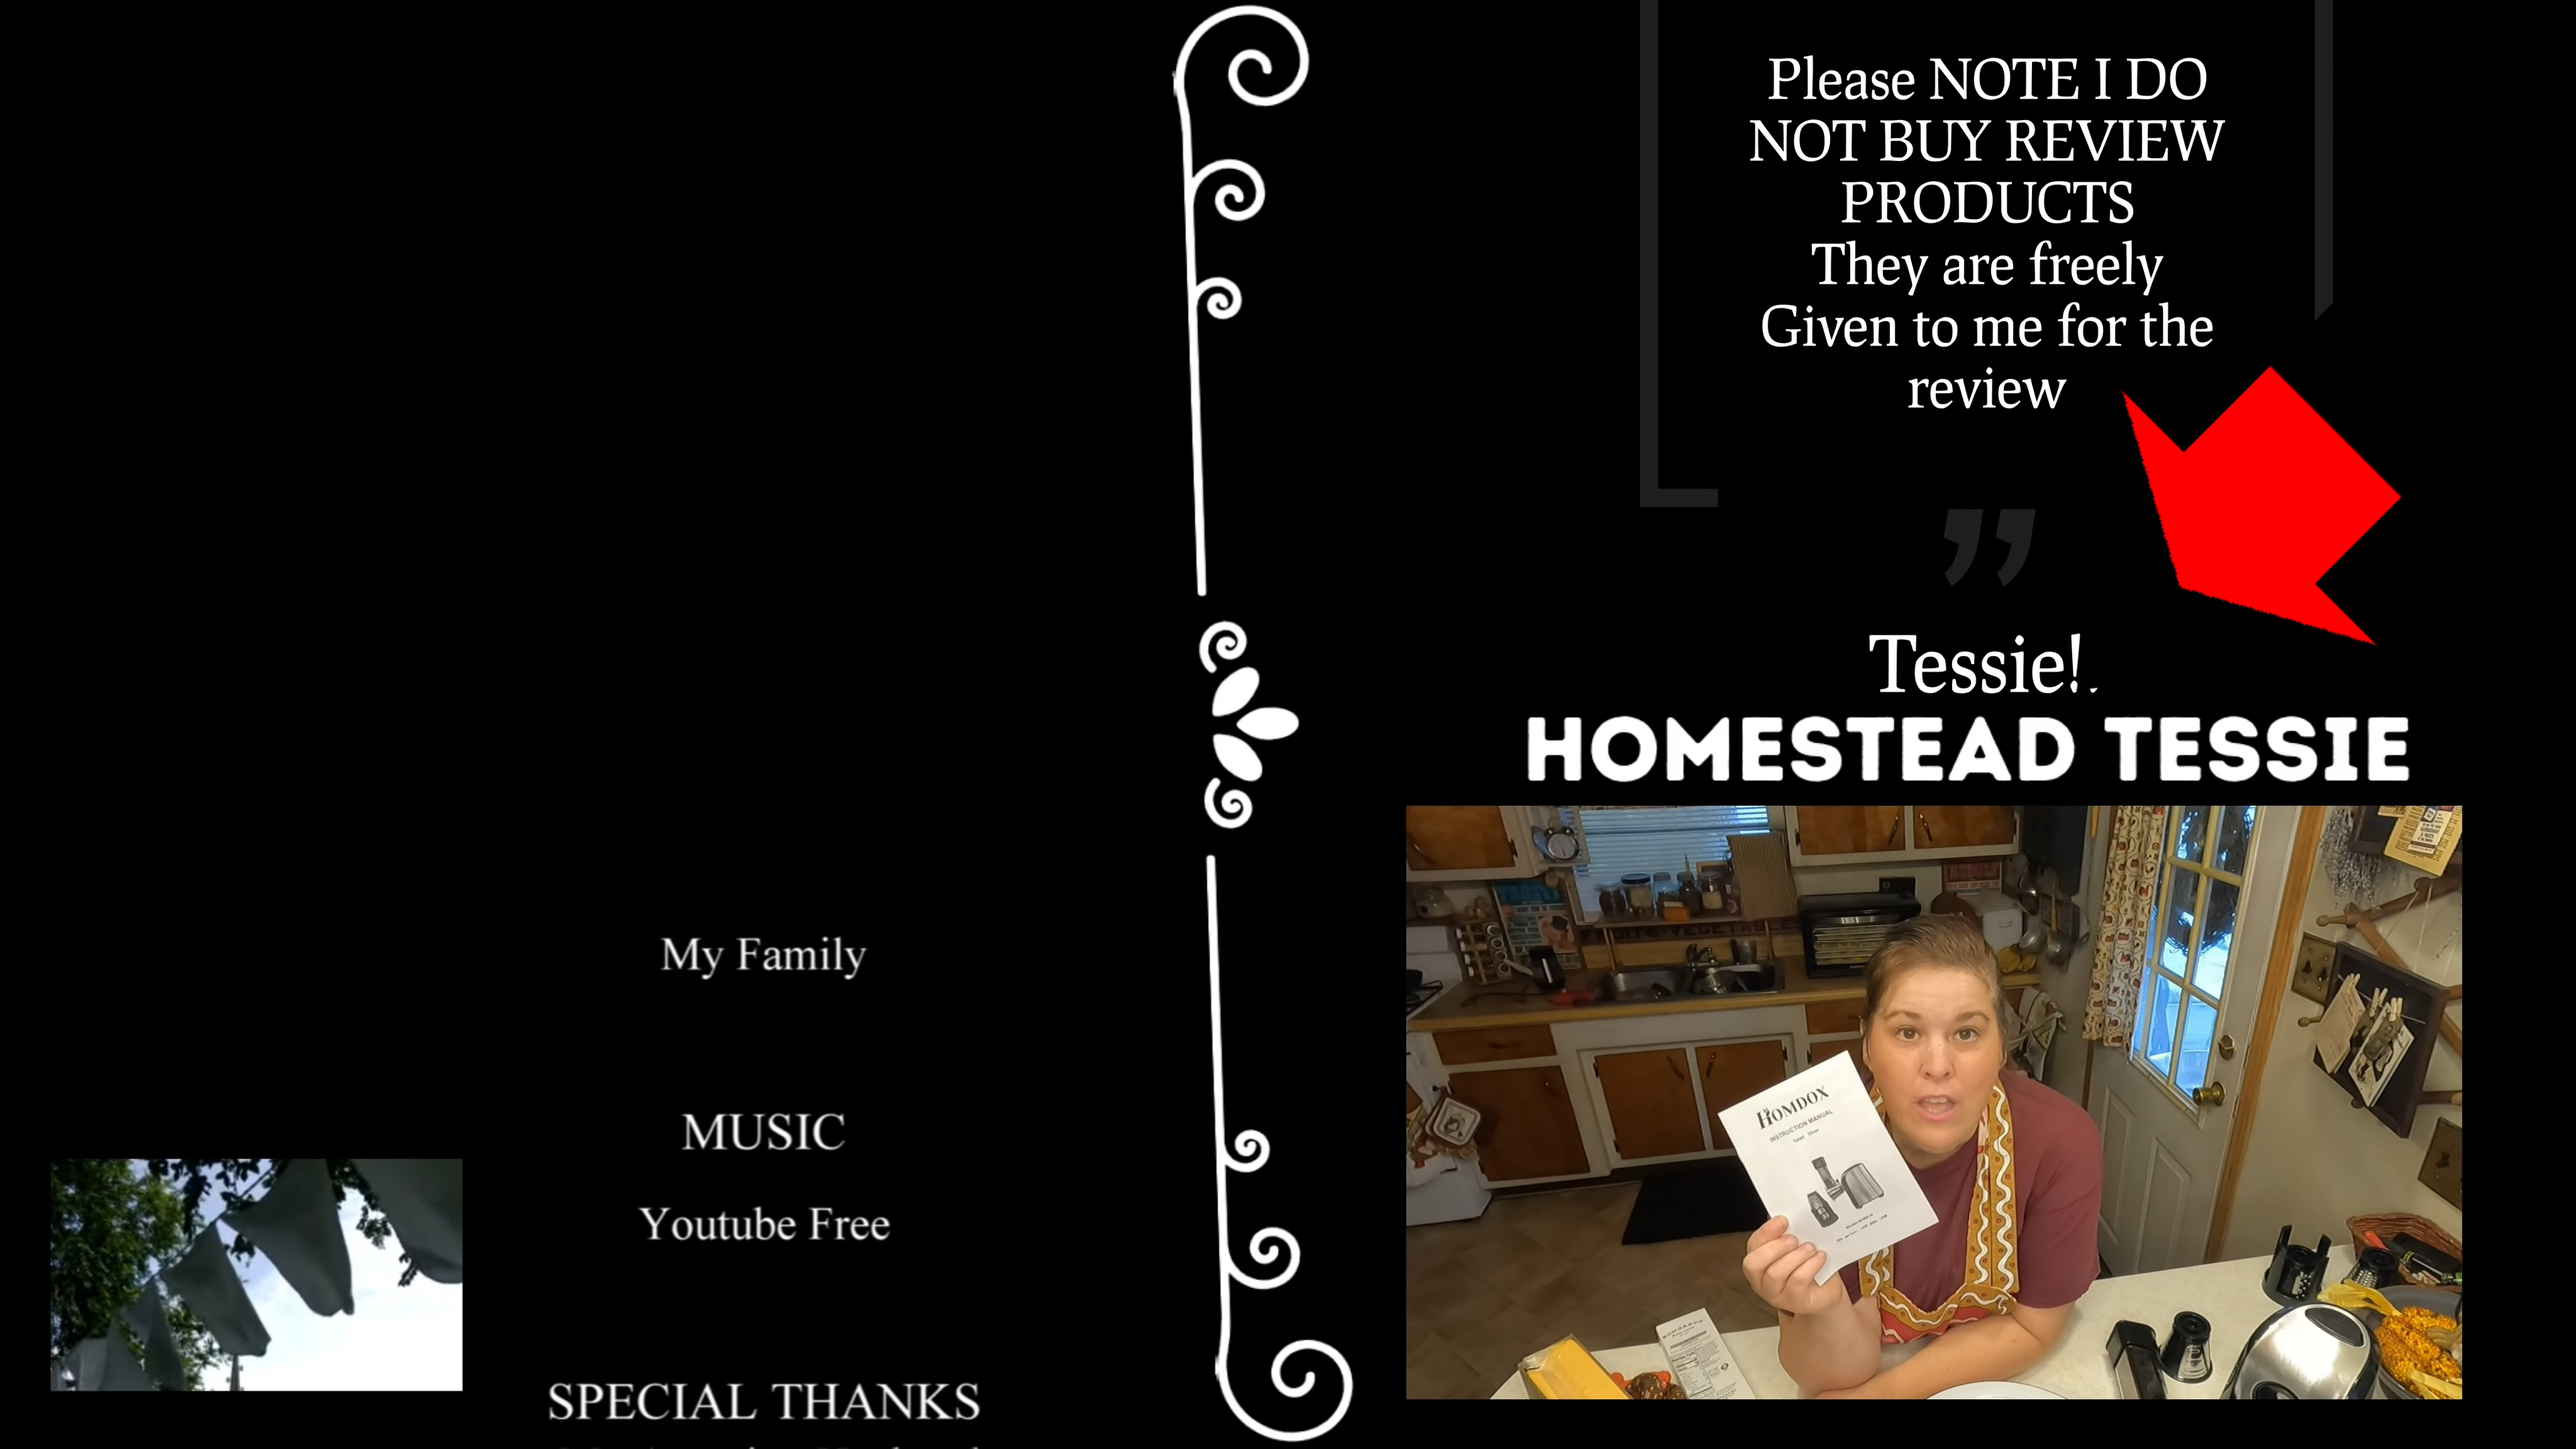 My Family
MUSIC
Youtube Free
SPECIAL THANKS
Please NOTE I DO
NOT BUY REVIEW
PRODUCTS
They are freely
Given to me for the
review
”
Tessie!.
HOMESTEAD TESSIE
HOMDOX
INSTRUCTION MANUAL